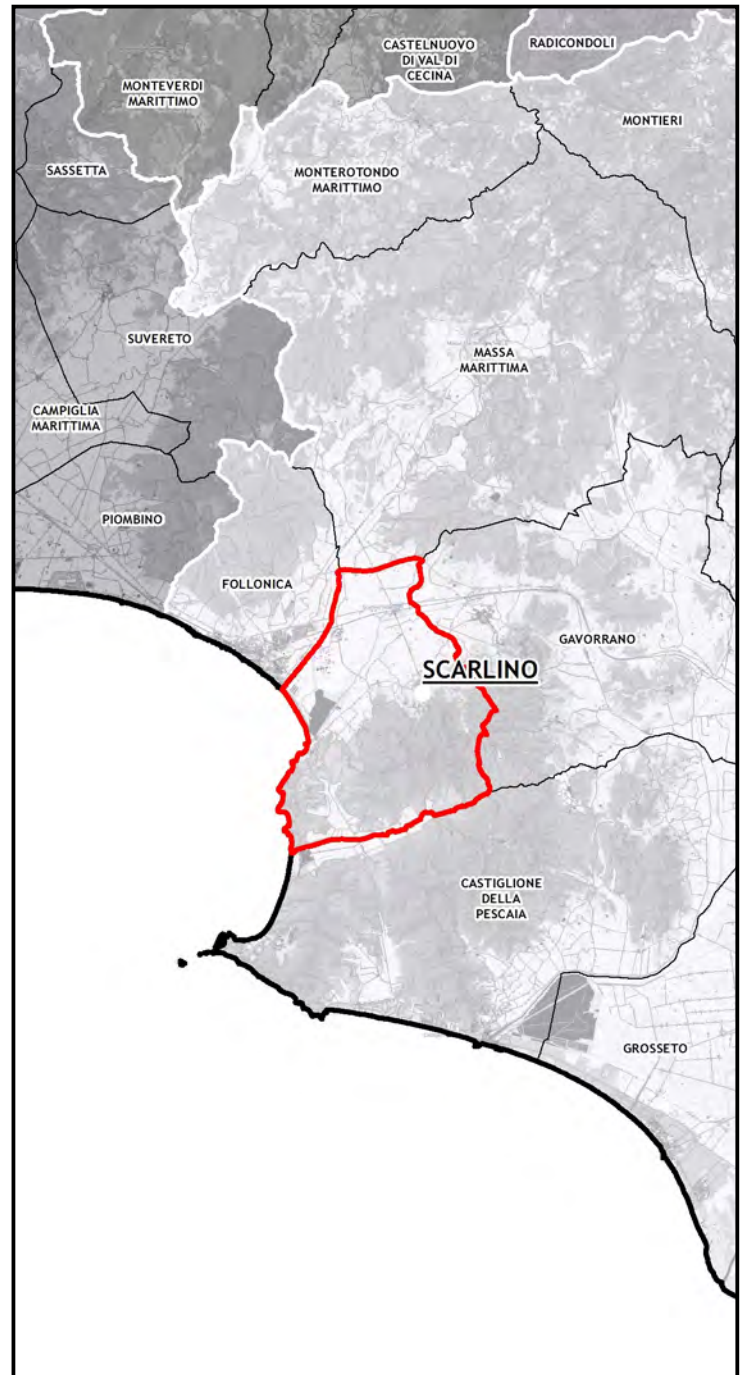 CASTELNUOVO
DI VAL DI
CECINA
RADICONDOLI
MONTEVERDI
MARITTIMO
MONTIERI
SASSETTA
MONTEROTONDO
MARITTIMO
SUVERETO
MASSA
MARITTIMA
CAMPIGLIA
MARITTIMA
PIOMBINO
FOLLONICA
GAVORRANO
SCARLINO
CASTIGLIONE
DELLA
PESCAIA
GROSSETO